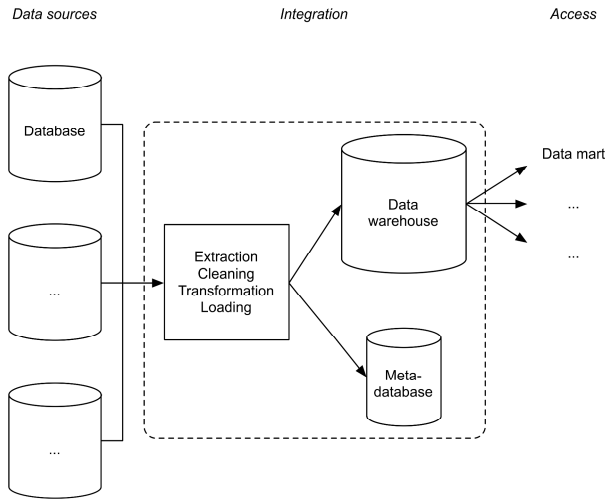 Data sources
Integration
Access
Database
...
...
Extraction
Cleaning
Transformation
Loading
Data
warehouse
Meta-
database
Data mart
...
...